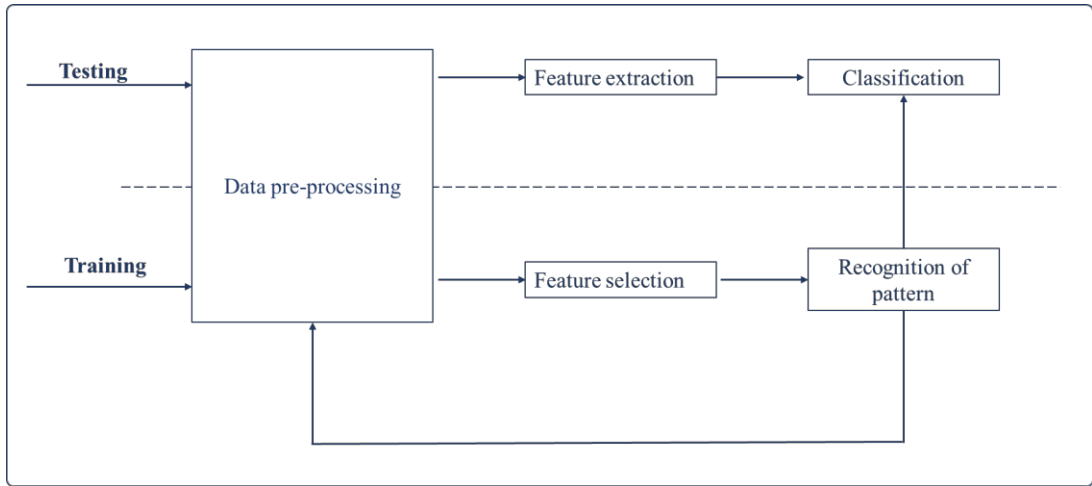 Testing
Feature extraction
Classification
Data pre-processing
Training
Feature selection
Recognition of
pattern